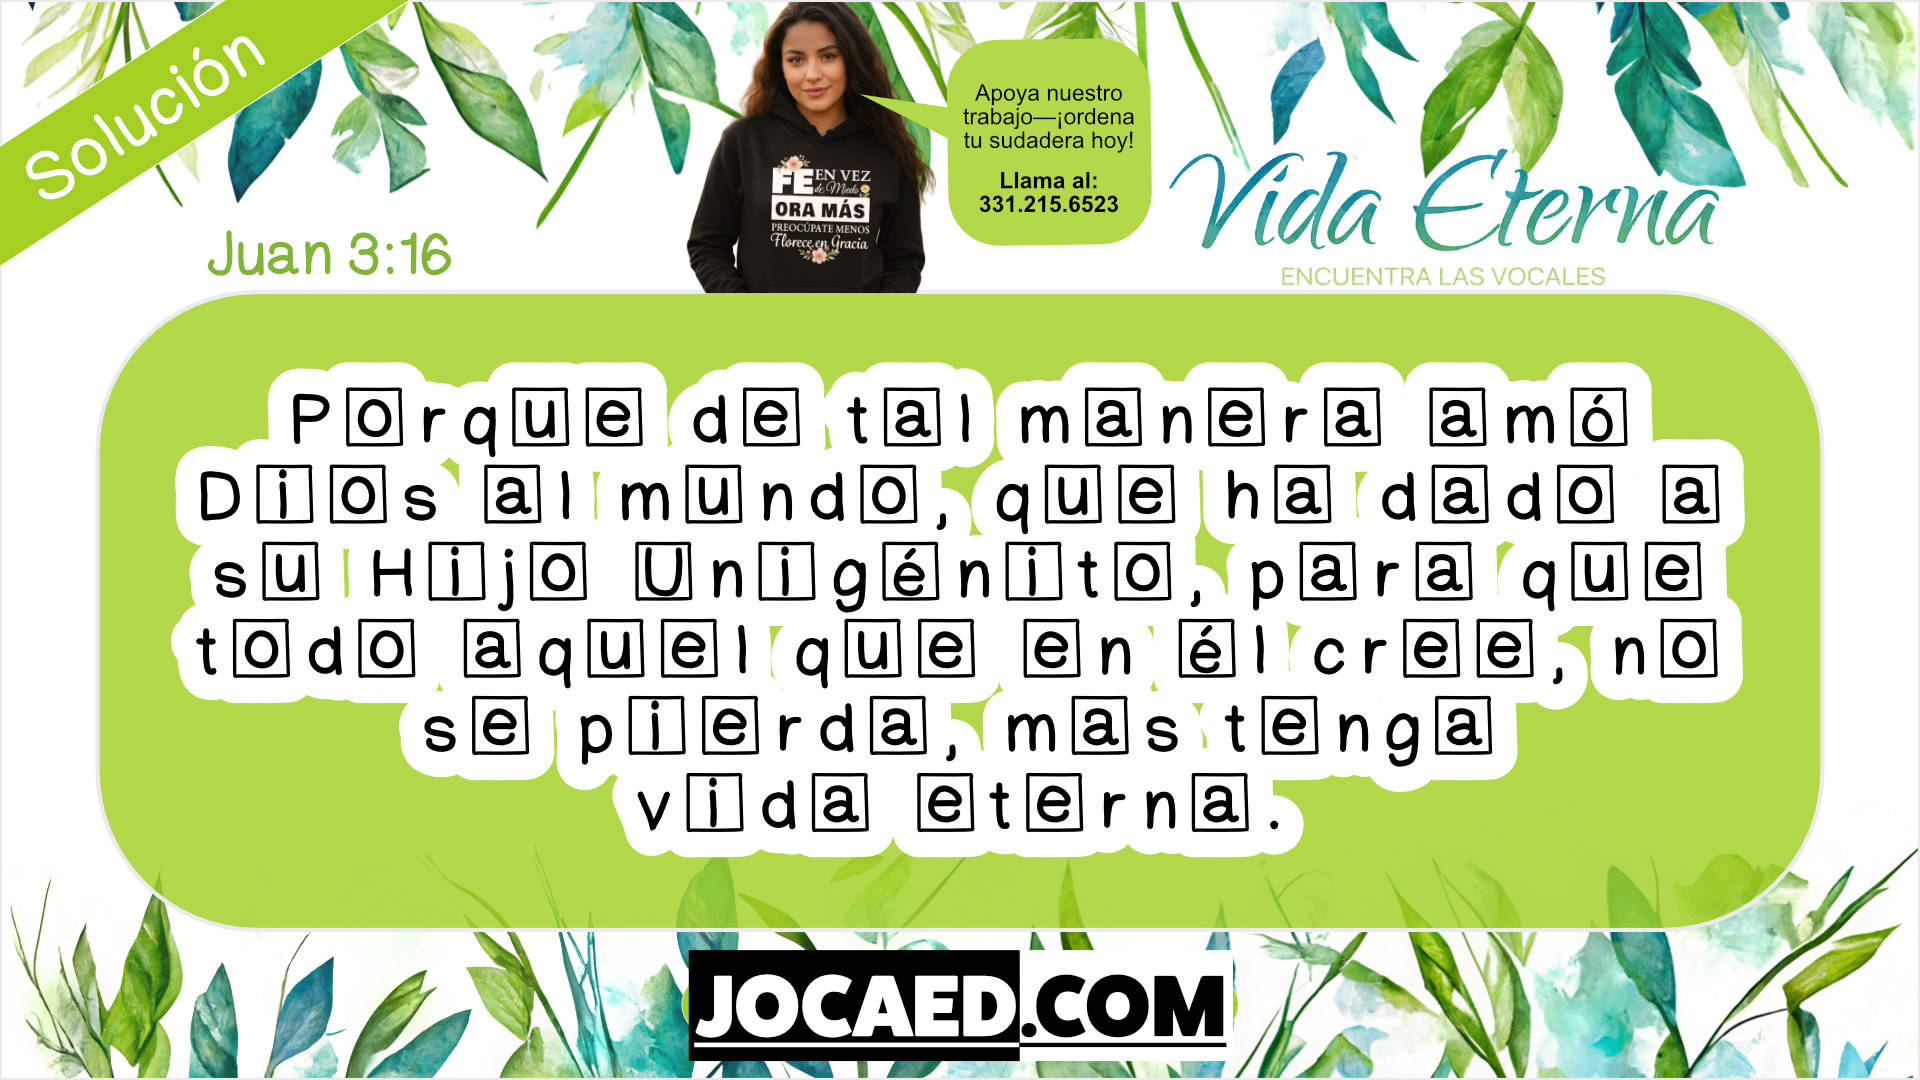 Solución
Juan 3:16
FE EN VEZ
de Miedo
ORA MÁS
PREOCÚPATE MENOS
Florece en Gracia
Apoya nuestro
trabajo—¡ordena
tu sudadera hoy!
Llama al:
331.215.6523
Vida Eterna
ENCUENTRA LAS VOCALES
Porque de tal manera amó
Dios al mundo, que ha dado a
su Hijo Unigénito, para que
todo aquel que en él cree, no
se pierda, mas tenga
vida eterna.
JOCAED.COM